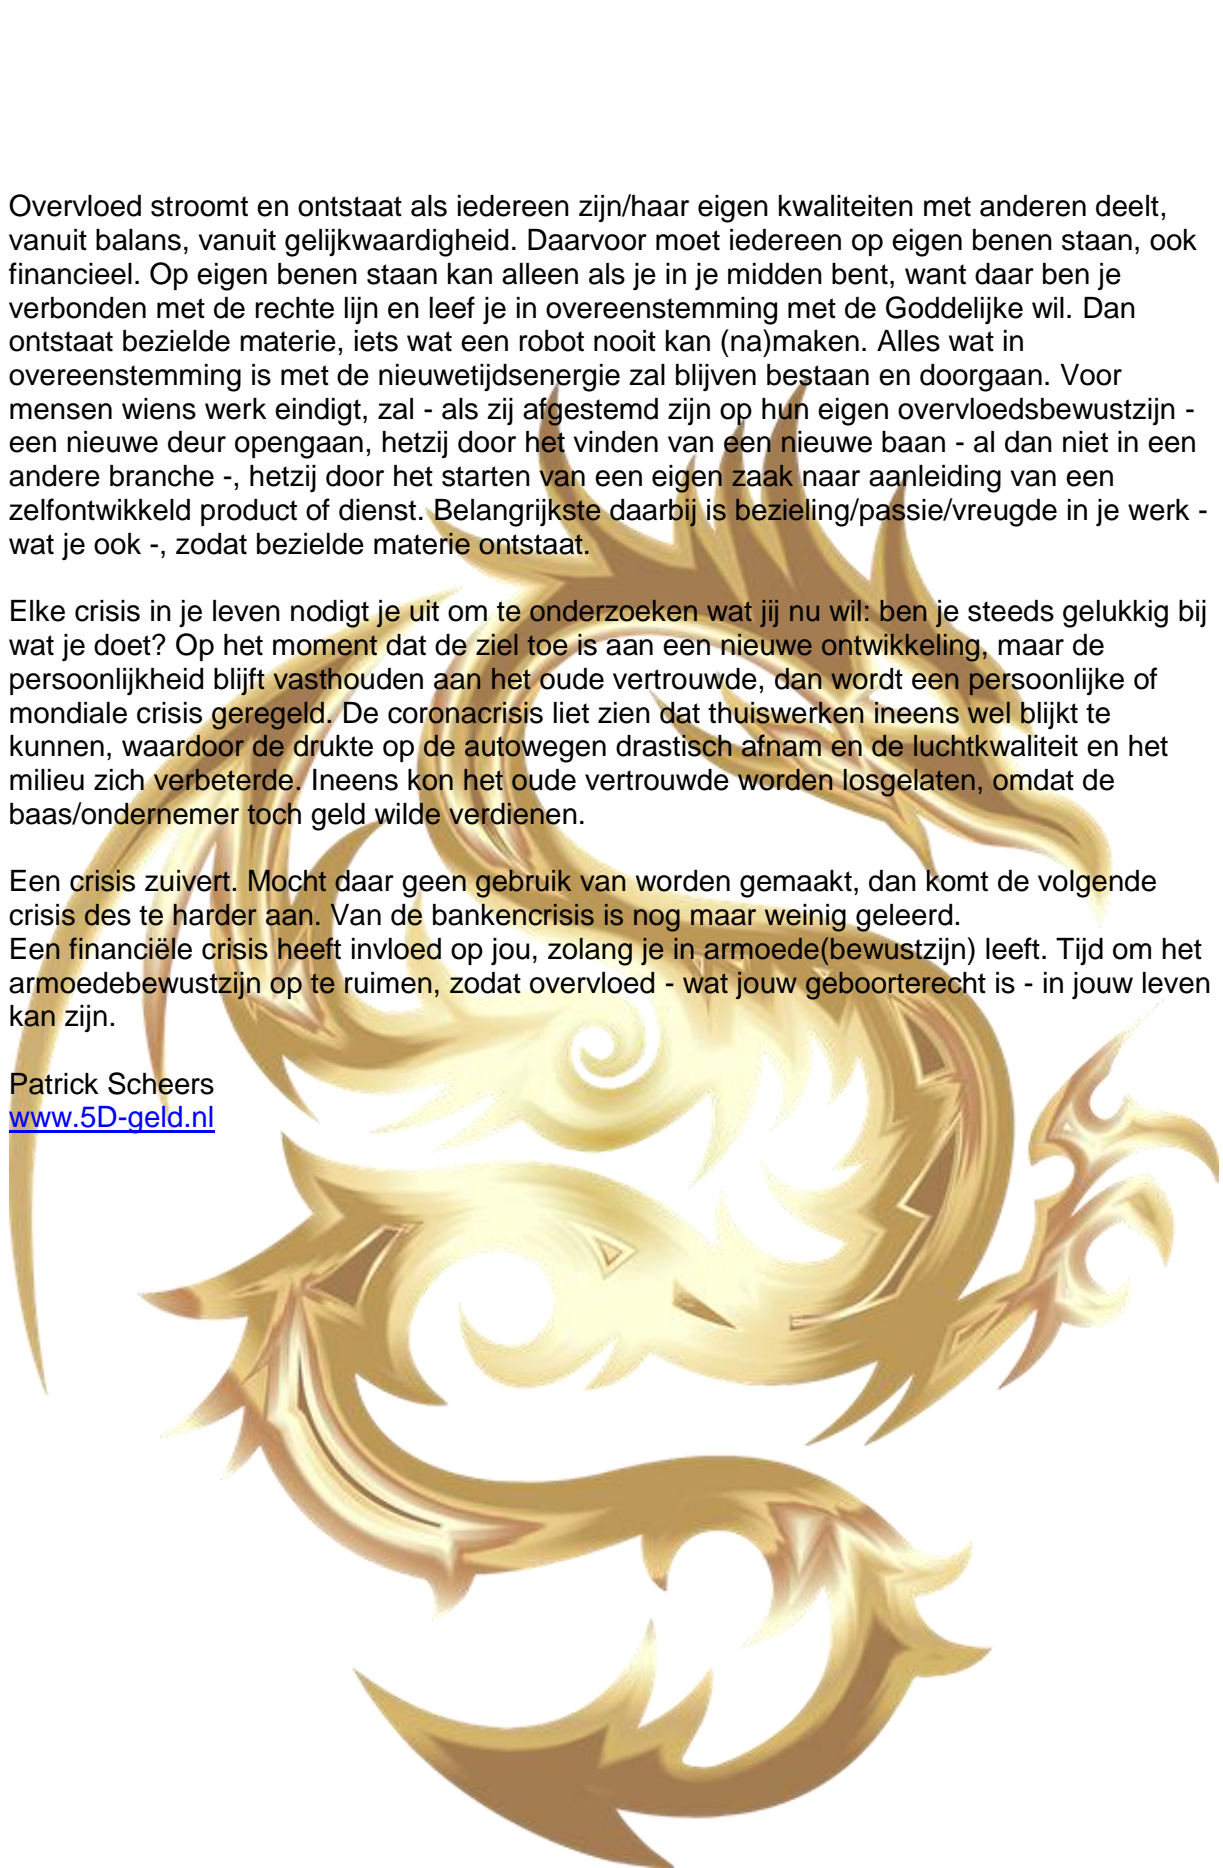 Overvloed stroomt en ontstaat als iedereen zijn/haar eigen kwaliteiten met anderen deelt,
vanuit balans, vanuit gelijkwaardigheid. Daarvoor moet iedereen op eigen benen staan, ook
financieel. Op eigen benen staan kan alleen als je in je midden bent, want daar ben je
verbonden met de rechte lijn en leef je in overeenstemming met de Goddelijke wil. Dan
ontstaat bezielde materie, iets wat een robot nooit kan (na)maken. Alles wat in
overeenstemming is met de nieuwetijdsenergie zal blijven bestaan en doorgaan. Voor
mensen wiens werk eindigt, zal - als zij afgestemd zijn op hun eigen overvloedsbewustzijn -
een nieuwe deur opengaan, hetzij door het vinden van een nieuwe baan - al dan niet in een
andere branche -, hetzij door het starten van een eigen zaak naar aanleiding van een
zelfontwikkeld product of dienst. Belangrijkste daarbij is bezieling/passie/vreugde in je werk -
wat je ook -, zodat bezielde materie ontstaat.

Elke crisis in je leven nodigt je uit om te onderzoeken wat jij nu wil: ben je steeds gelukkig bij
wat je doet? Op het moment dat de ziel toe is aan een nieuwe ontwikkeling, maar de
persoonlijkheid blijft vasthouden aan het oude vertrouwde, dan wordt een persoonlijke of
mondiale crisis geregeld. De coronacrisis liet zien dat thuiswerken ineens wel blijkt te
kunnen, waardoor de drukte op de autowegen drastisch afnam en de luchtkwaliteit en het
milieu zich verbeterde. Ineens kon het oude vertrouwde worden losgelaten, omdat de
baas/ondernemer toch geld wilde verdienen.

Een crisis zuivert. Mocht daar geen gebruik van worden gemaakt, dan komt de volgende
crisis des te harder aan. Van de bankencrisis is nog maar weinig geleerd.
Een financiële crisis heeft invloed op jou, zolang je in armoede(bewustzijn) leeft. Tijd om het
armoedebewustzijn op te ruimen, zodat overvloed - wat jouw geboorterecht is - in jouw leven
kan zijn.

Patrick Scheers
www.5D-geld.nl